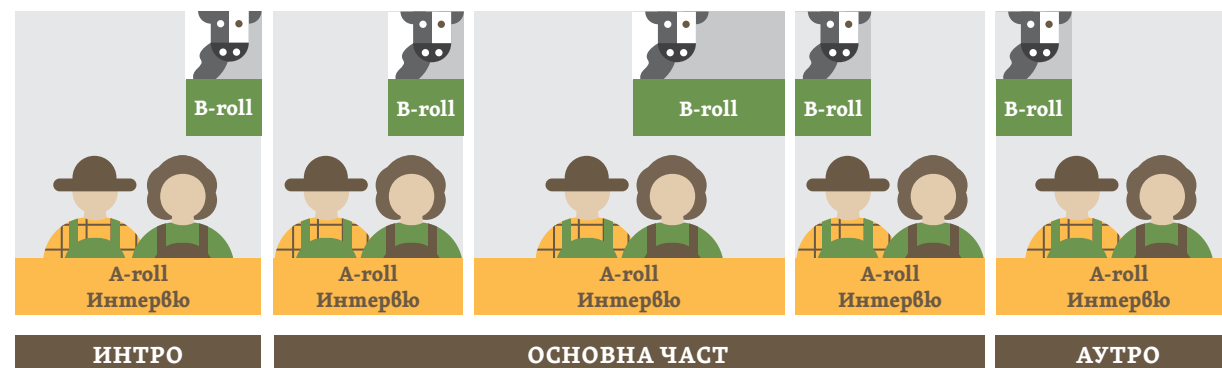 B-roll
B-roll
B-roll
B-roll
B-roll
A-roll
Интервю
A-roll
Интервю
A-roll
Интервю
A-roll
Интервю
A-roll
Интервю
ИНТРО
ОСНОВНА ЧАСТ
АУТРО